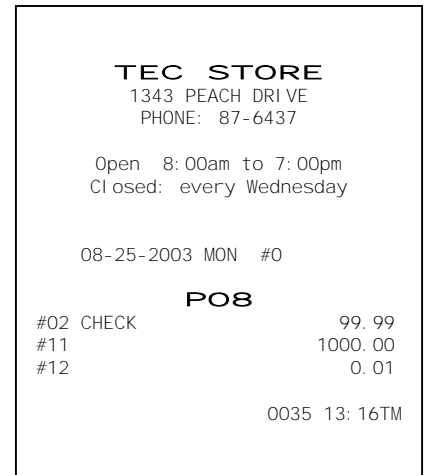 TEC STORE
1343 PEACH DRIVE
PHONE: 87-6437
Open 8:00am to 7:00pm
Closed: every Wednesday
08-25-2003 MON #0
PO8
#02 CHECK 99.99
#11 1000.00
#12 0.01
0035 13:16TM